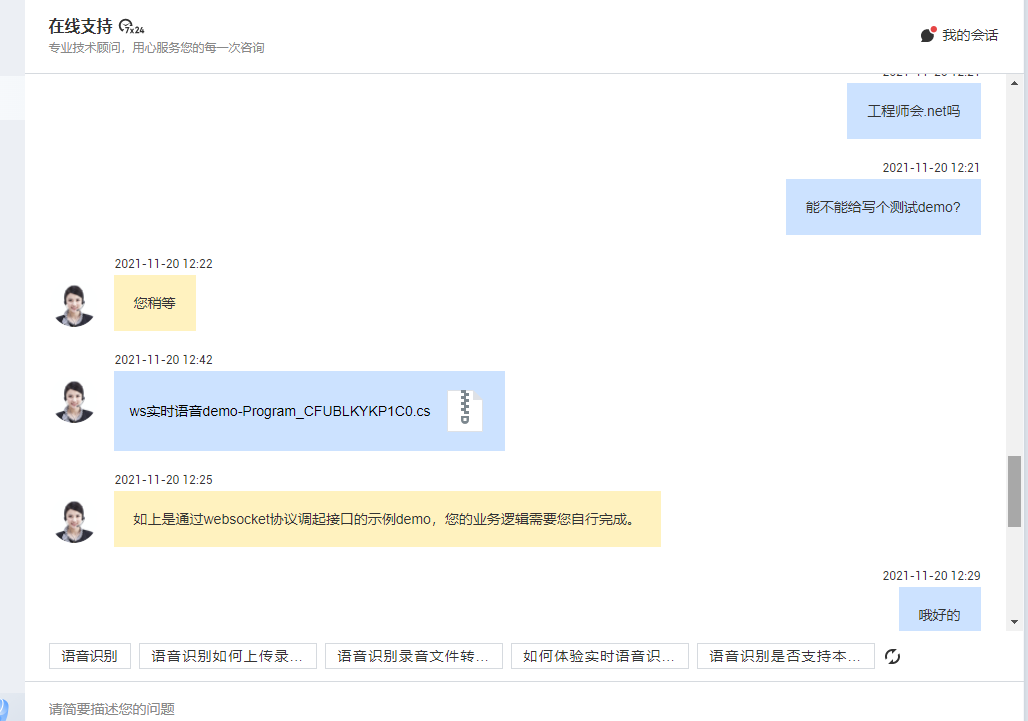 在线支持 7x24
专业技术顾问，用心服务您的每一次咨询
我的会话
2021-11-20 12:21
工程师会.net吗
2021-11-20 12:21
能不能给写个测试demo?
2021-11-20 12:22
您稍等
2021-11-20 12:42
ws实时语音demo-Program_CFUBLKYKP1C0.cs
2021-11-20 12:25
如上是通过websocket协议调起接口的示例demo，您的业务逻辑需要您自行完成。
2021-11-20 12:29
哦好的
语音识别
语音识别如何上传录...
语音识别录音文件转...
如何体验实时语音识...
语音识别是否支持本...
请简要描述您的问题